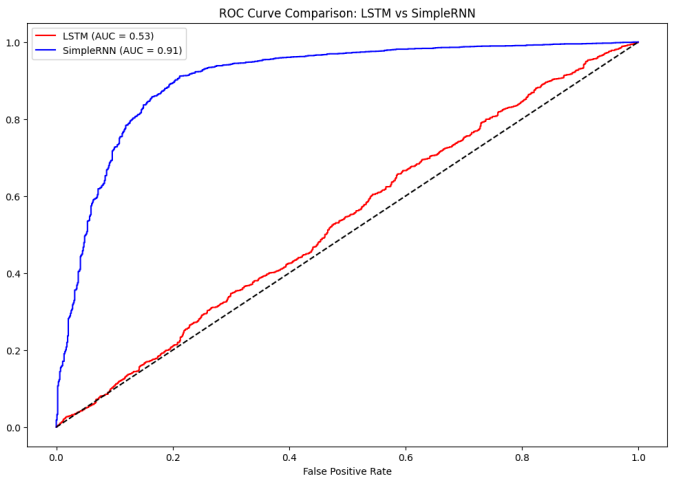 ROC Curve Comparison: LSTM vs SimpleRNN
LSTM (AUC = 0.53)
SimpleRNN (AUC = 0.91)
1.0
0.8
0.6
0.4
0.2
0.0
0.0 0.2 0.4 0.6 0.8 1.0
False Positive Rate